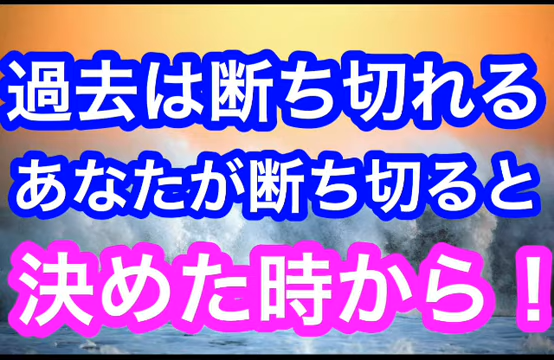 過去は断ち切れる
あなたが断ち切ると
決めた時から！